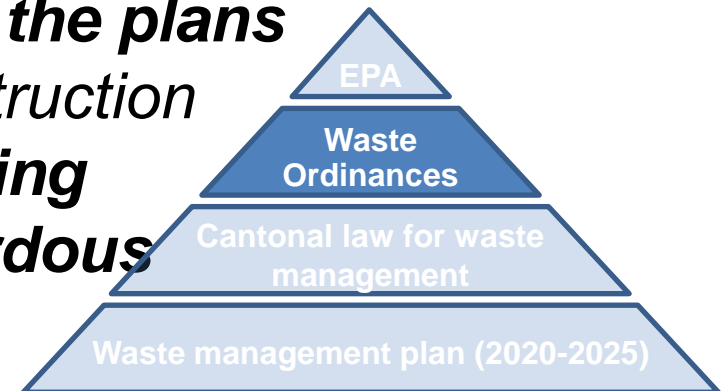 the plans
truction
ing
rdous
EPA
Waste
Ordinances
Cantonal law for waste
management
Waste management plan (2020-2025)